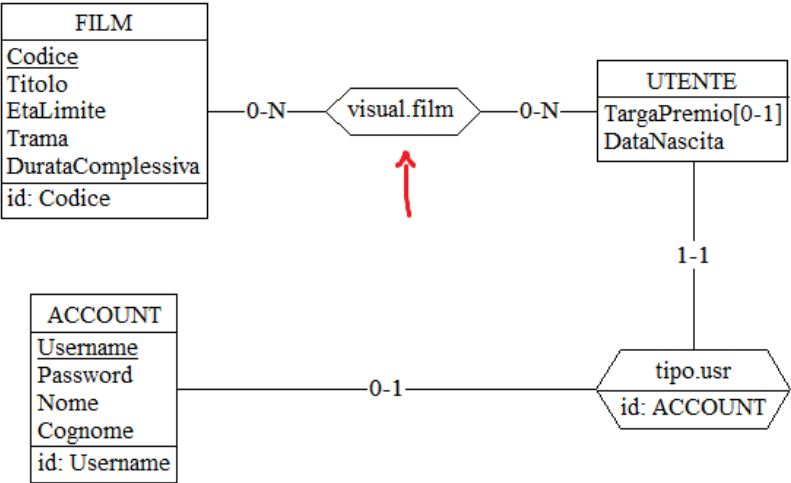 FILM
Codice
Titolo
EtaLimite
Trama
DurataComplessiva
id: Codice
0-N
visual.film
0-N
UTENTE
TargaPremio[0-1]
DataNascita
1-1
ACCOUNT
Username
Password
Nome
Cognome
id: Username
0-1
tipo.usr
id: ACCOUNT